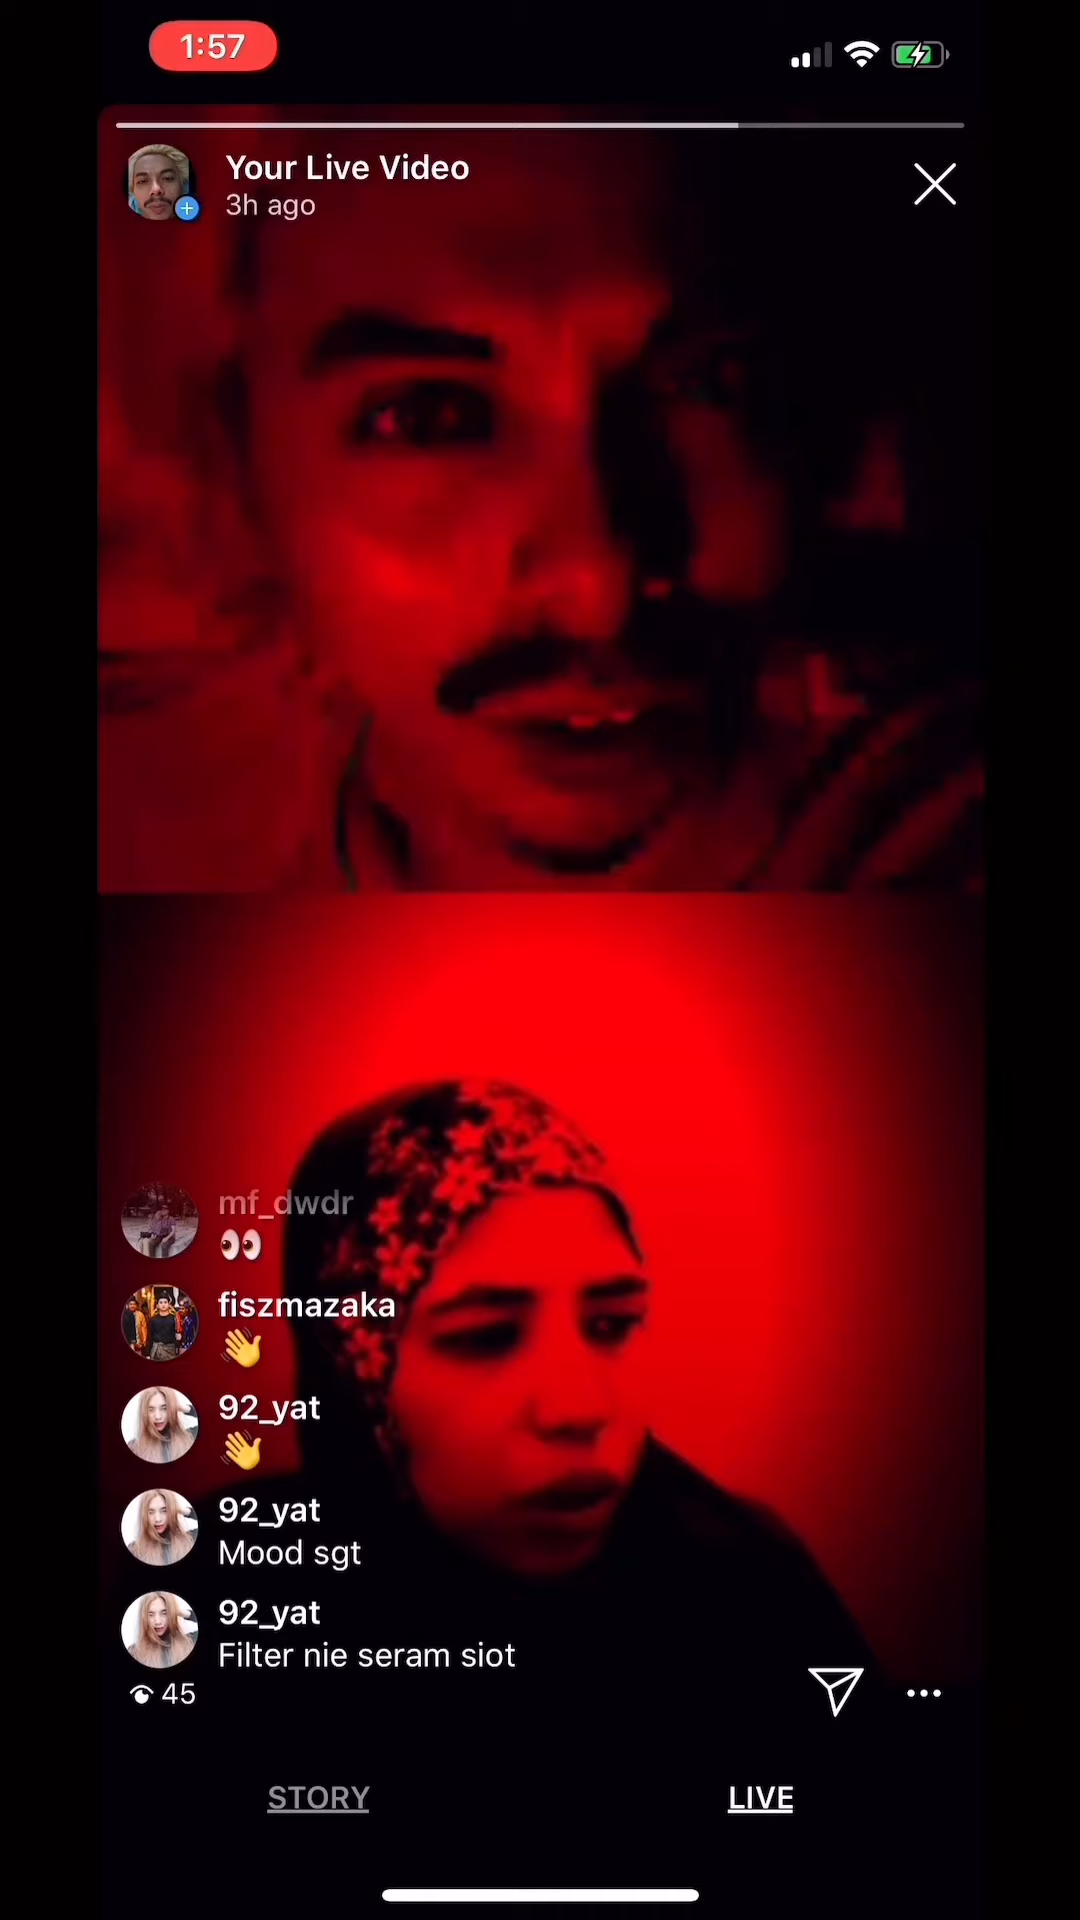 1:57
Your Live Video
3h ago
mf_dwdr
👀
fiszmazaka
👋
92_yat
👋
92_yat
Mood sgt
92_yat
Filter nie seram siot
45
STORY
LIVE